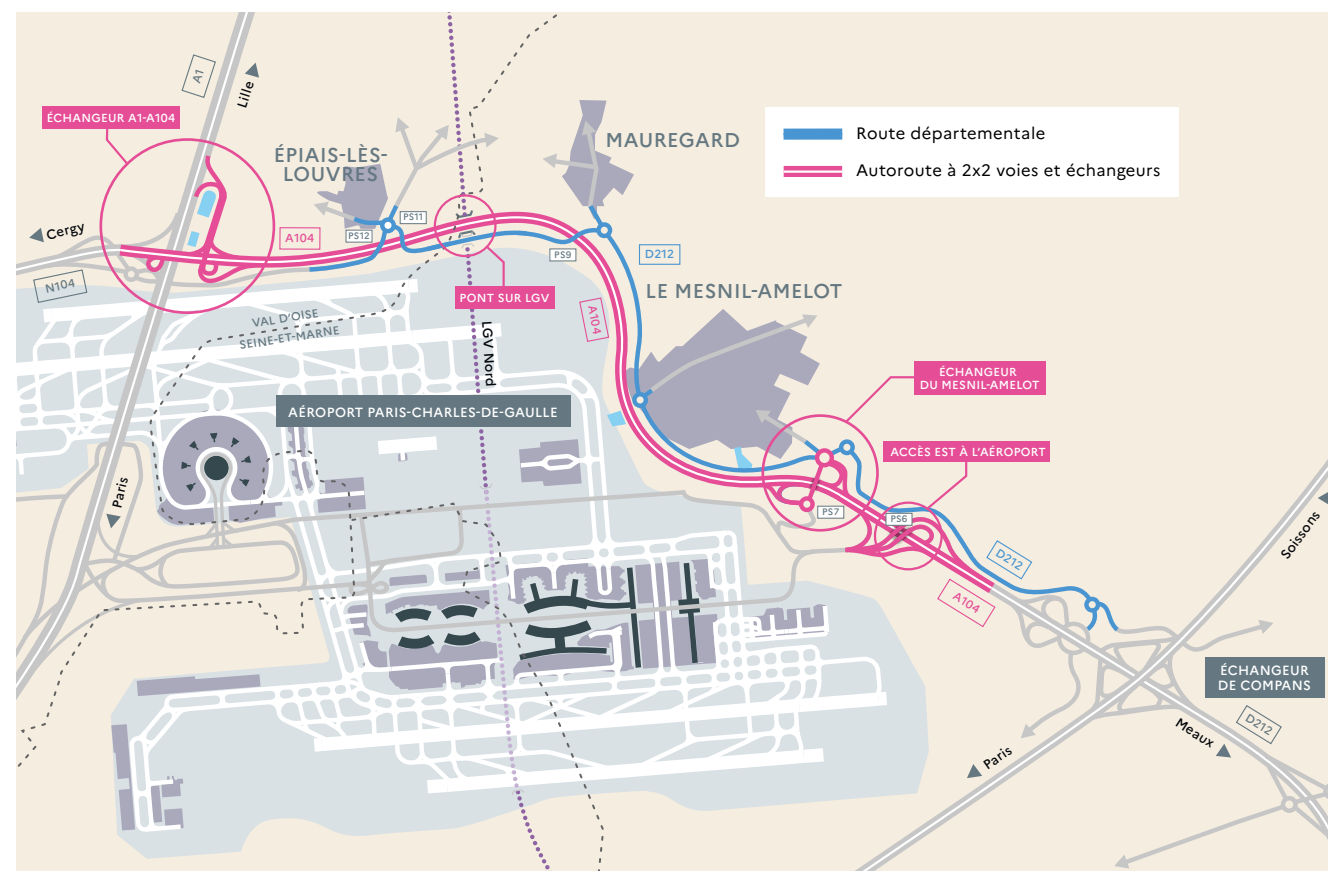 A1
Lille
ÉCHANGEUR A1-A104
ÉPIAIS-LÈS-
LOUVRES
MAUREGARD
Route départementale
Autoroute à 2x2 voies et échangeurs
Cergy
N104
A104
PS12
PS11
PS9
D212
PONT SUR LGV
LE MESNIL-AMELOT
A104
VAL D'OISE
SEINE-ET-MARNE
LGV Nord
AÉROPORT PARIS-CHARLES-DE-GAULLE
ÉCHANGEUR
DU MESNIL-AMELOT
ACCÈS EST À L'AÉROPORT
Paris
PS7
PS6
D212
A104
Soissons
ÉCHANGEUR
DE COMPANS
D212
Meaux
Paris